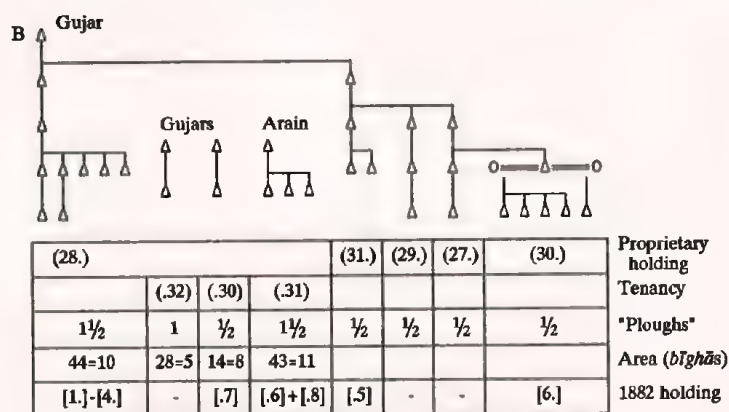 B Gujar
Gujars Arain
(28.) (31.) (29.) (27.) (30.) Proprietary holding
(.32) (.30) (.31) Tenancy
1½ 1 ½ 1½ ½ ½ ½ ½ "Ploughs"
44=10 28=5 14=8 43=11 Area (bīghās)
[1.]-[4.] - [.7] [.6]+[.8] [.5] - - [6.] 1882 holding